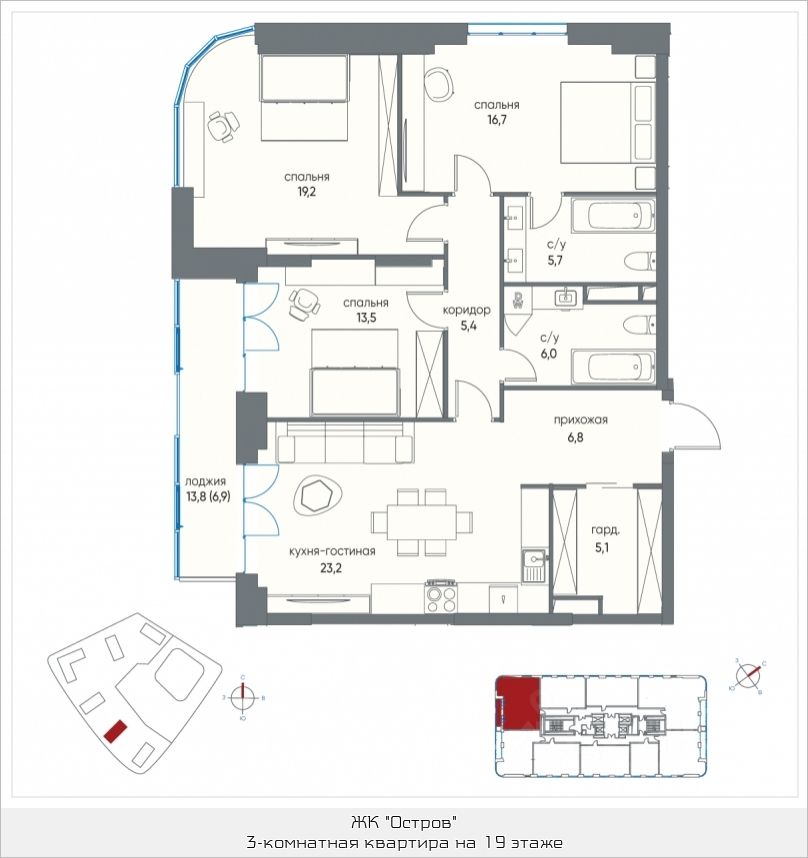 спальня
16,7
спальня
19,2
с/у
5,7
спальня
13,5
коридор
5,4
с/у
6,0
прихожая
6,8
лоджия
13,8 (6,9)
гард.
5,1
кухня-гостиная
23,2
С
З В
Ю
З С
Ю В
ЖК "Остров"
3-комнатная квартира на 19 этаже